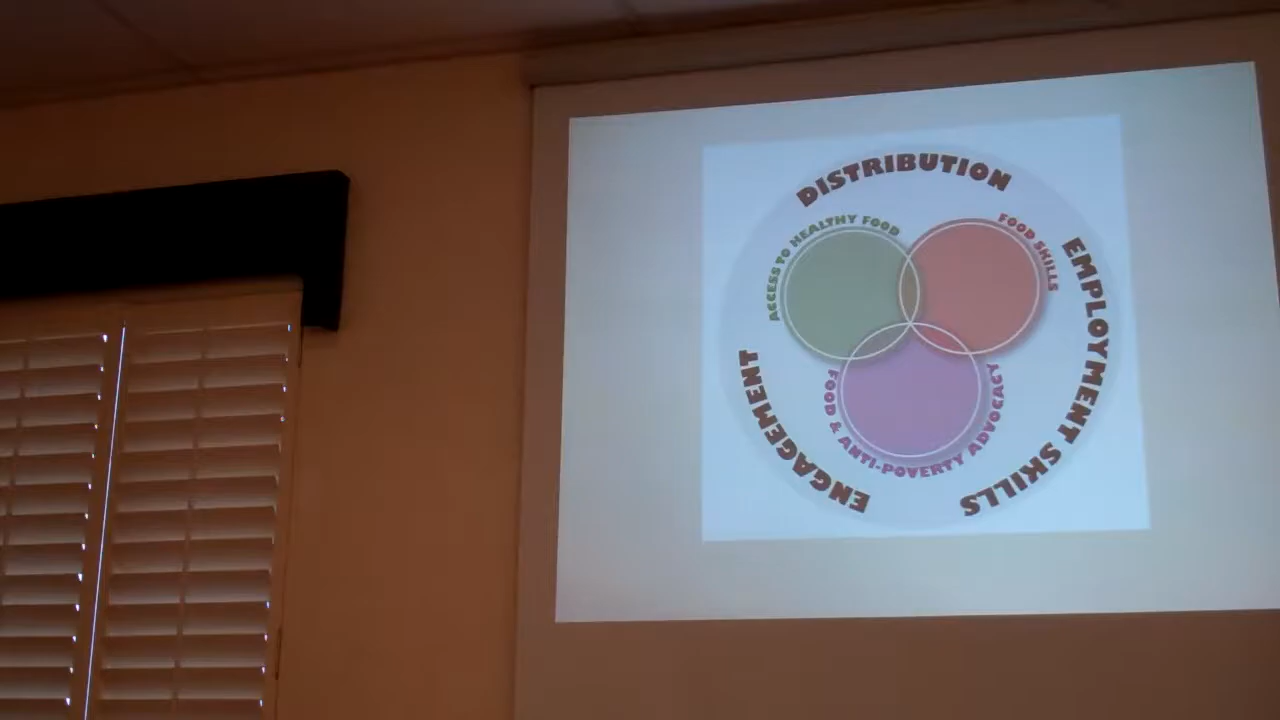 DISTRIBUTION
ACCESS TO HEALTHY FOOD
FOOD SKILLS
EMPLOYMENT SKILLS
ENGAGEMENT
FOOD & ANTI-POVERTY ADVOCACY